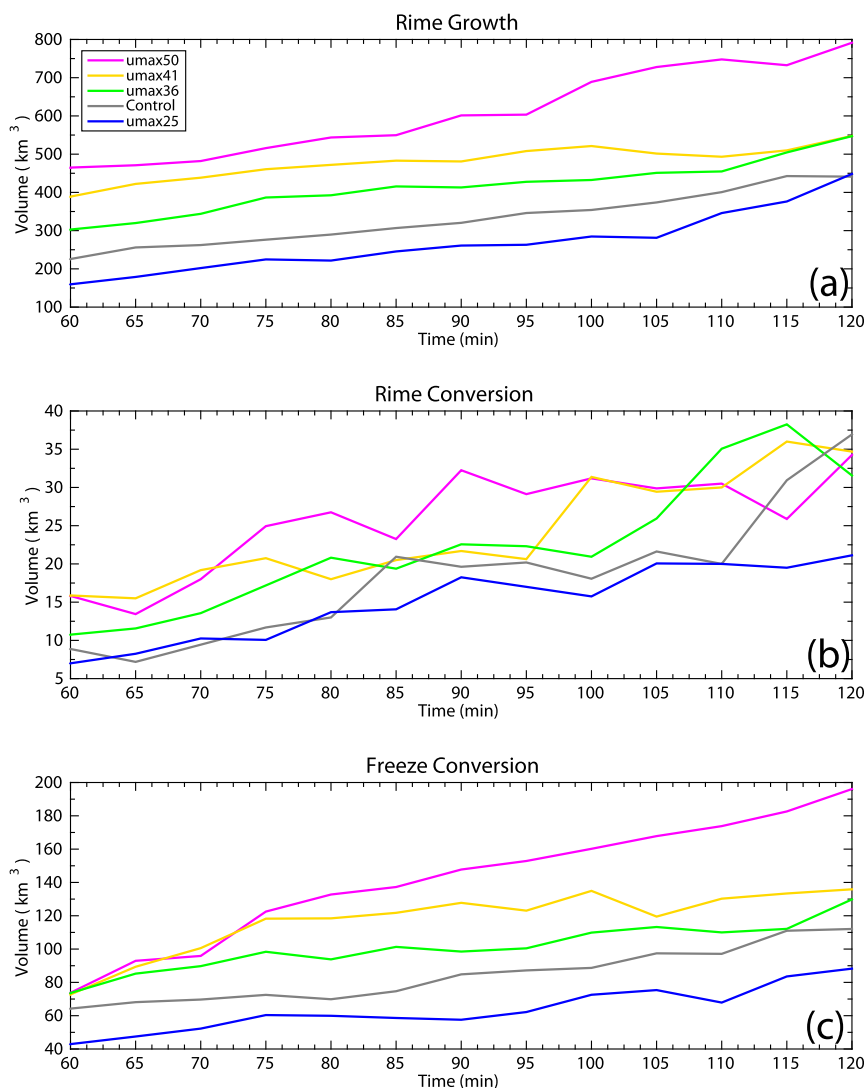 Rime Growth
800
700
600
500
400
300
200
100
Volume ( km 3 )
umax50
umax41
umax36
Control
umax25
(a)
60 65 70 75 80 85 90 95 100 105 110 115 120
Time (min)
Rime Conversion
40
35
30
25
20
15
10
5
Volume ( km 3 )
(b)
60 65 70 75 80 85 90 95 100 105 110 115 120
Time (min)
Freeze Conversion
200
180
160
140
120
100
80
60
40
Volume ( km 3 )
(c)
60 65 70 75 80 85 90 95 100 105 110 115 120
Time (min)